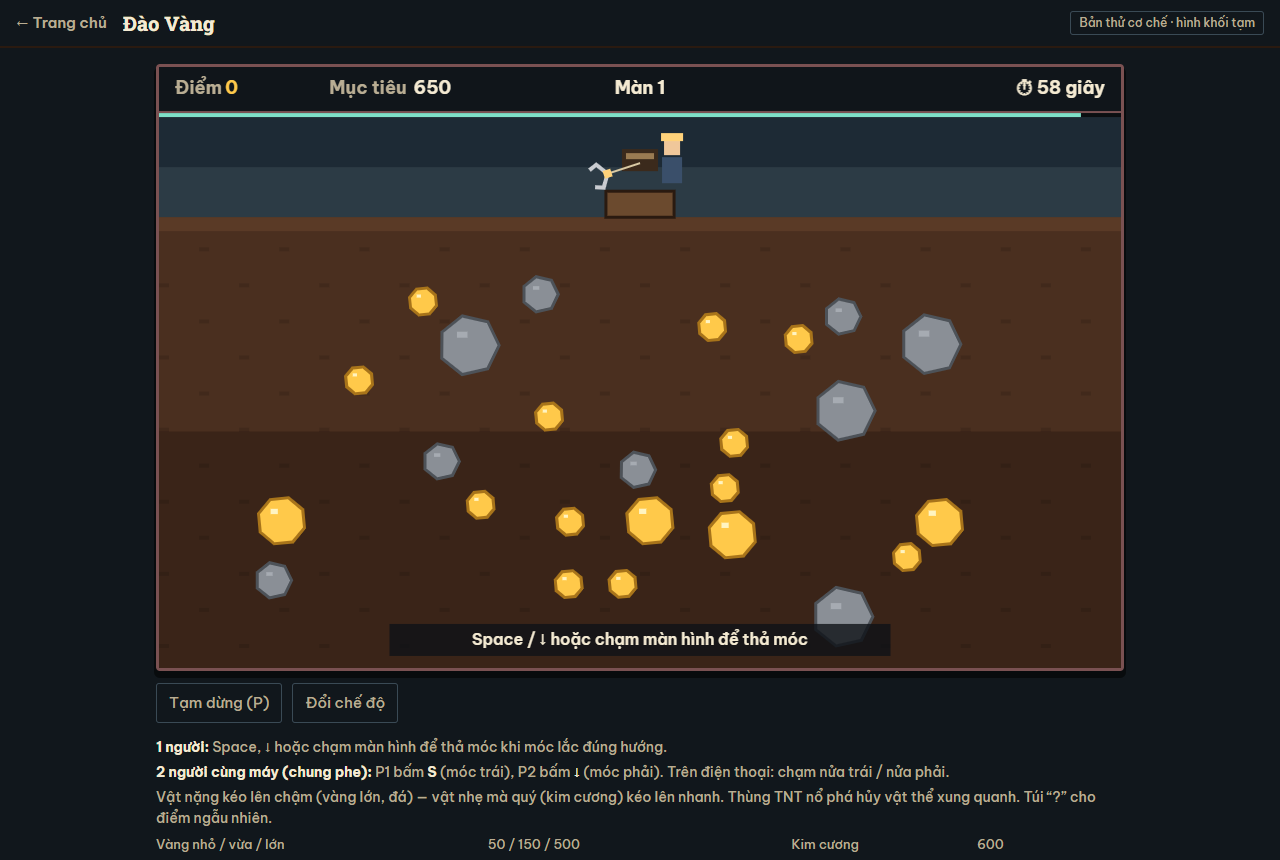 ← Trang chủ Đào Vàng Bản thử cơ chế · hình khối tạm
Điểm 0 Mục tiêu 650 Màn 1 ⏱ 58 giây
Space / ↓ hoặc chạm màn hình để thả móc
Tạm dừng (P) Đổi chế độ
1 người: Space, ↓ hoặc chạm màn hình để thả móc khi móc lắc đúng hướng.
2 người cùng máy (chung phe): P1 bấm S (móc trái), P2 bấm ↓ (móc phải). Trên điện thoại: chạm nửa trái / nửa phải.
Vật nặng kéo lên chậm (vàng lớn, đá) — vật nhẹ mà quý (kim cương) kéo lên nhanh. Thùng TNT nổ phá hủy vật thể xung quanh. Túi “?” cho
điểm ngẫu nhiên.
Vàng nhỏ / vừa / lớn 50 / 150 / 500 Kim cương 600